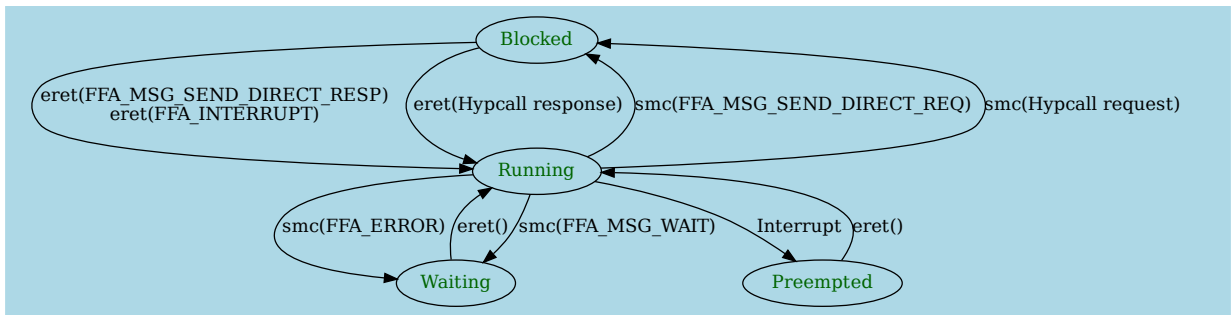 Blocked
eret(FFA_MSG_SEND_DIRECT_RESP)
eret(FFA_INTERRUPT)
eret(Hypcall response)
smc(FFA_MSG_SEND_DIRECT_REQ)
smc(Hypcall request)
Running
smc(FFA_ERROR)
eret()
smc(FFA_MSG_WAIT)
Interrupt
eret()
Waiting
Preempted